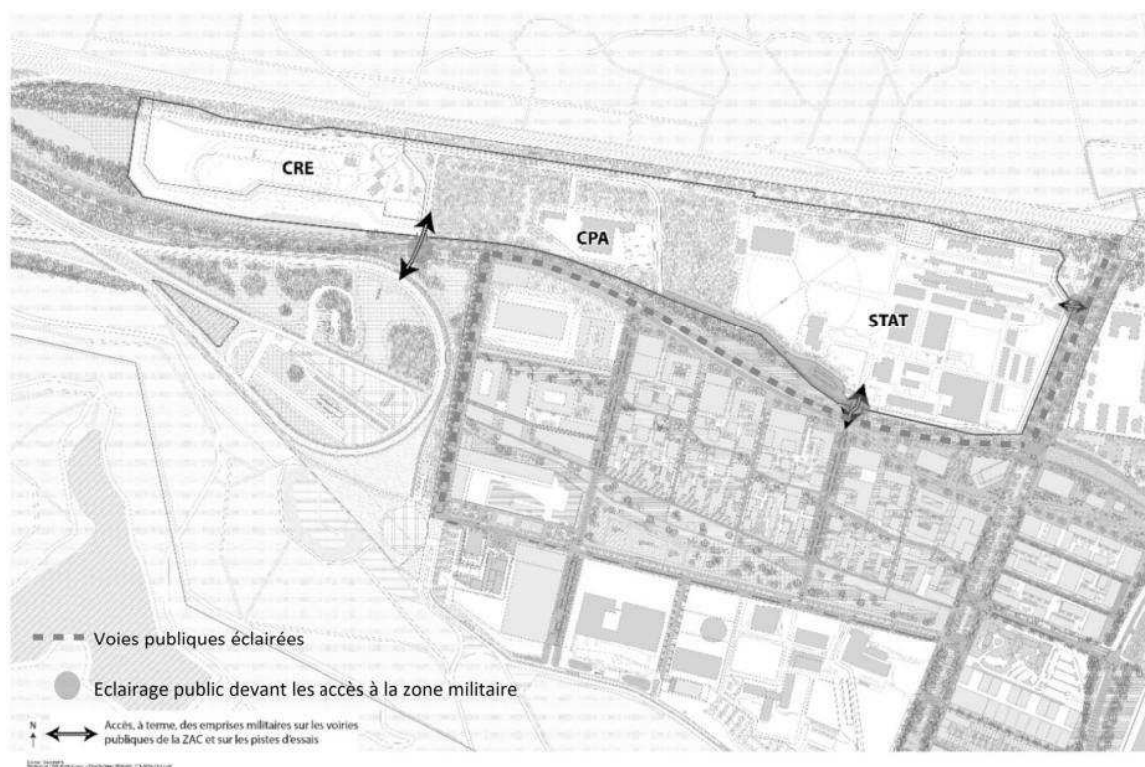 CRE
CPA
STAT
Voies publiques éclairées
Eclairage public devant les accès à la zone militaire
N
Accès, à terme, des emprises militaires sur les voiries
publiques de la ZAC et sur les pistes d'essais